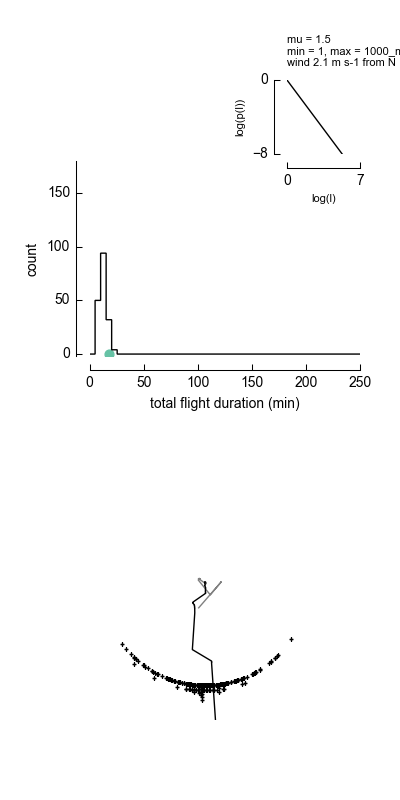 mu = 1.5
min = 1, max = 1000_m
wind 2.1 m s-1 from N
0
log(p(l))
−8
0
7
log(l)
150
100
50
0
count
0 50 100 150 200 250
total flight duration (min)